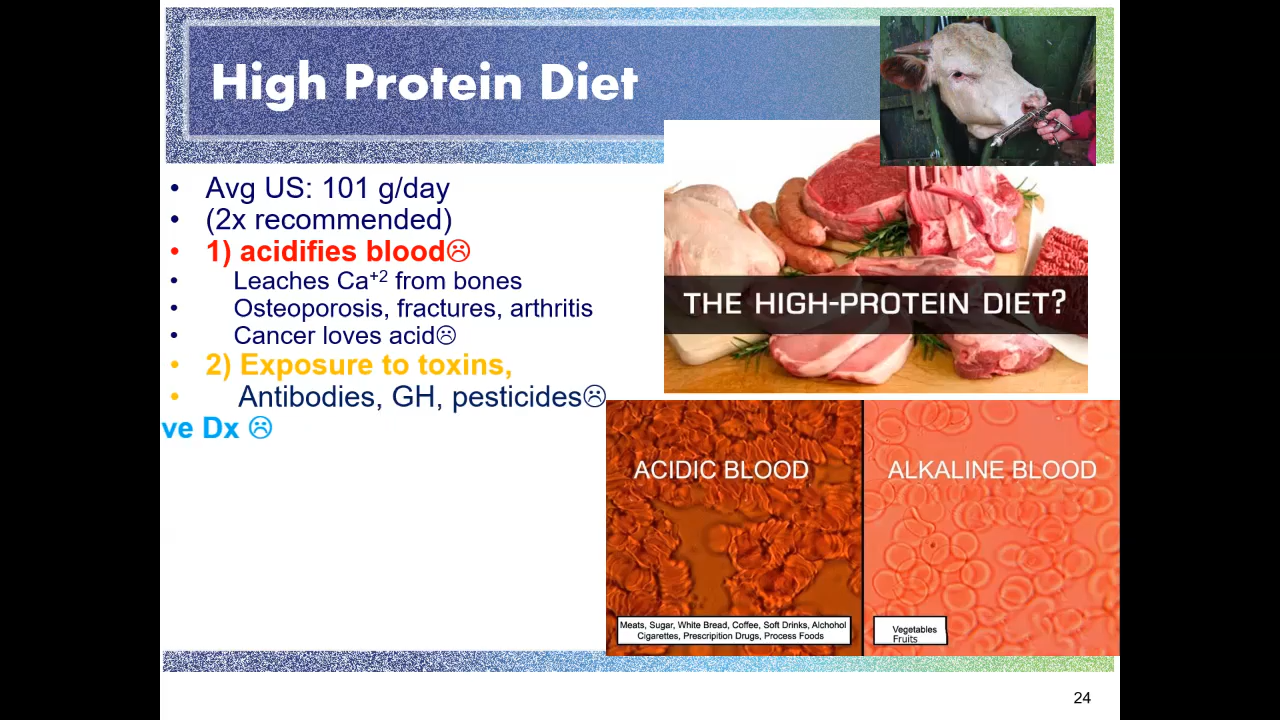 High Protein Diet
• Avg US: 101 g/day
• (2x recommended)
• 1) acidifies blood☹
• Leaches Ca⁺² from bones
• Osteoporosis, fractures, arthritis
• Cancer loves acid☹
• 2) Exposure to toxins,
• Antibodies, GH, pesticides☹
ve Dx ☹
THE HIGH-PROTEIN DIET?
ACIDIC BLOOD
Meats, Sugar, White Bread, Coffee, Soft Drinks, Alchohol
Cigarettes, Prescripition Drugs, Process Foods
ALKALINE BLOOD
Vegetables
Fruits
24